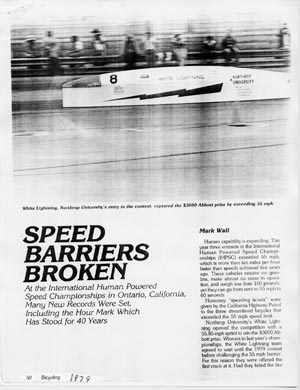 8
WHITE LIGHTNING
NORTHROP
UNIVERSITY
White Lightning, Northrop University's entry in the contest, captured the $3000 Abbott prize by exceeding 55 mph.
SPEED
BARRIERS
BROKEN
At the International Human Powered
Speed Championships in Ontario, California,
Many New Records Were Set,
Including the Hour Mark Which
Has Stood for 40 Years
Mark Wall
Human capability is expanding. This
year three entrants in the International
Human Powered Speed Championships
(IHPSC) exceeded 55 mph,
which is more than ten miles per hour
faster than speeds achieved five years
ago. These vehicles require no gasoline,
make almost no noise in operation,
and weigh less than 100 pounds,
yet they can go from zero to 55 mph in
60 seconds.
Honorary "speeding tickets" were
given by the California Highway Patrol
to the three streamlined bicycles that
exceeded the 55 mph speed limit.
Northrop University's White Lightning
opened the competition with a
55.85 mph sprint to win the $3000 Abbott
prize. Winners in last year's championships,
the White Lightning team
agreed to wait until the 1979 contest
before challenging the 55 mph barrier.
For this reason they were offered the
first crack at it. Had they failed the first
50 Bicycling 1979